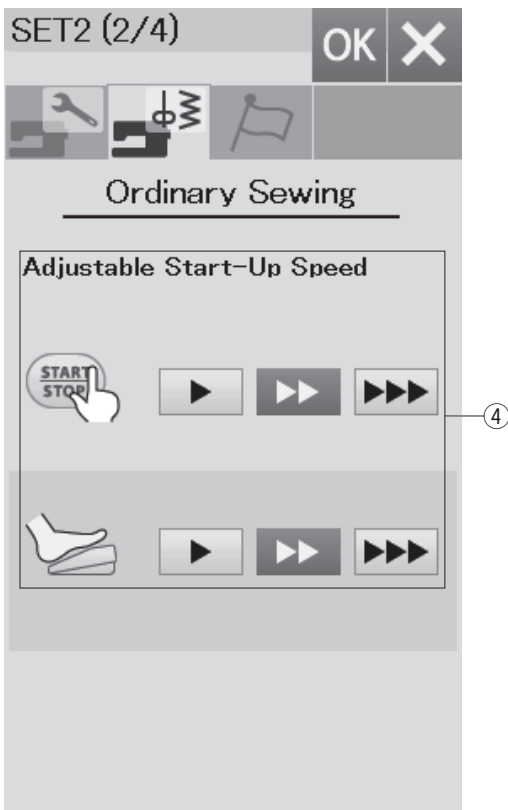 SET2 (2/4)
OK
Ordinary Sewing
Adjustable Start-Up Speed
START
STOP
④